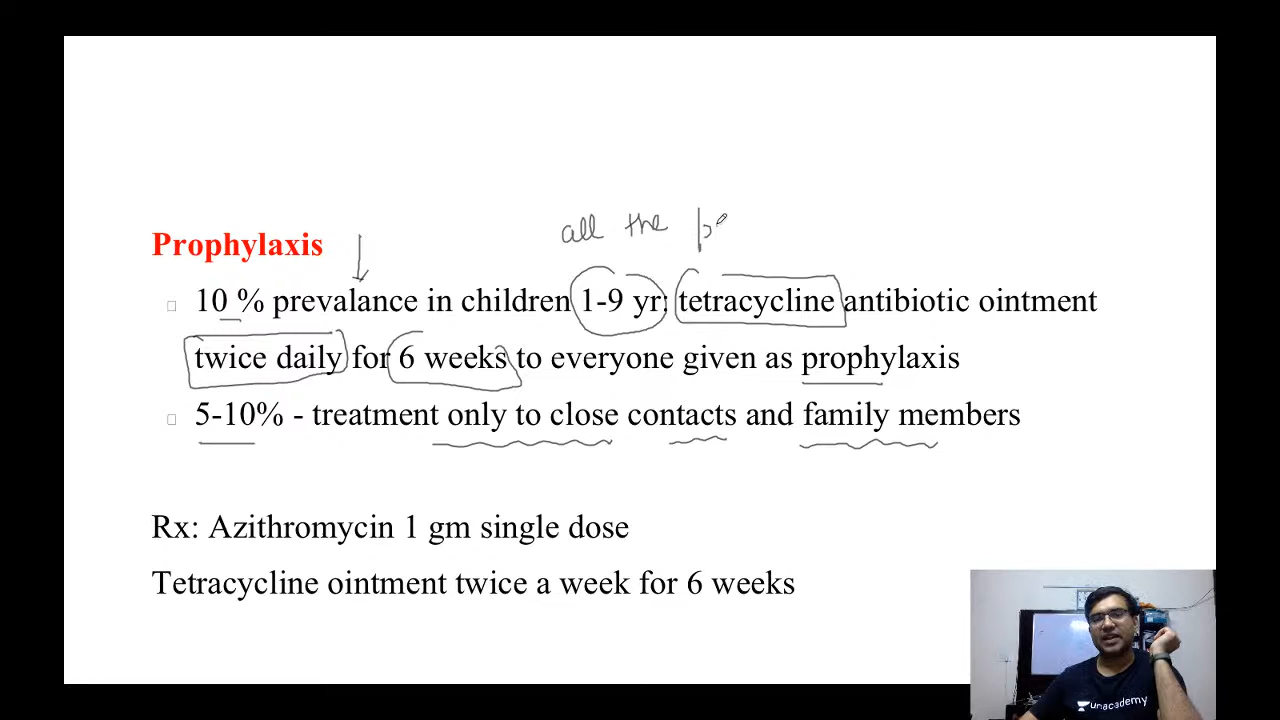 all the
Prophylaxis
10 % prevalance in children 1-9 yr: tetracycline antibiotic ointment
twice daily for 6 weeks to everyone given as prophylaxis
5-10% - treatment only to close contacts and family members
Rx: Azithromycin 1 gm single dose
Tetracycline ointment twice a week for 6 weeks
unacademy